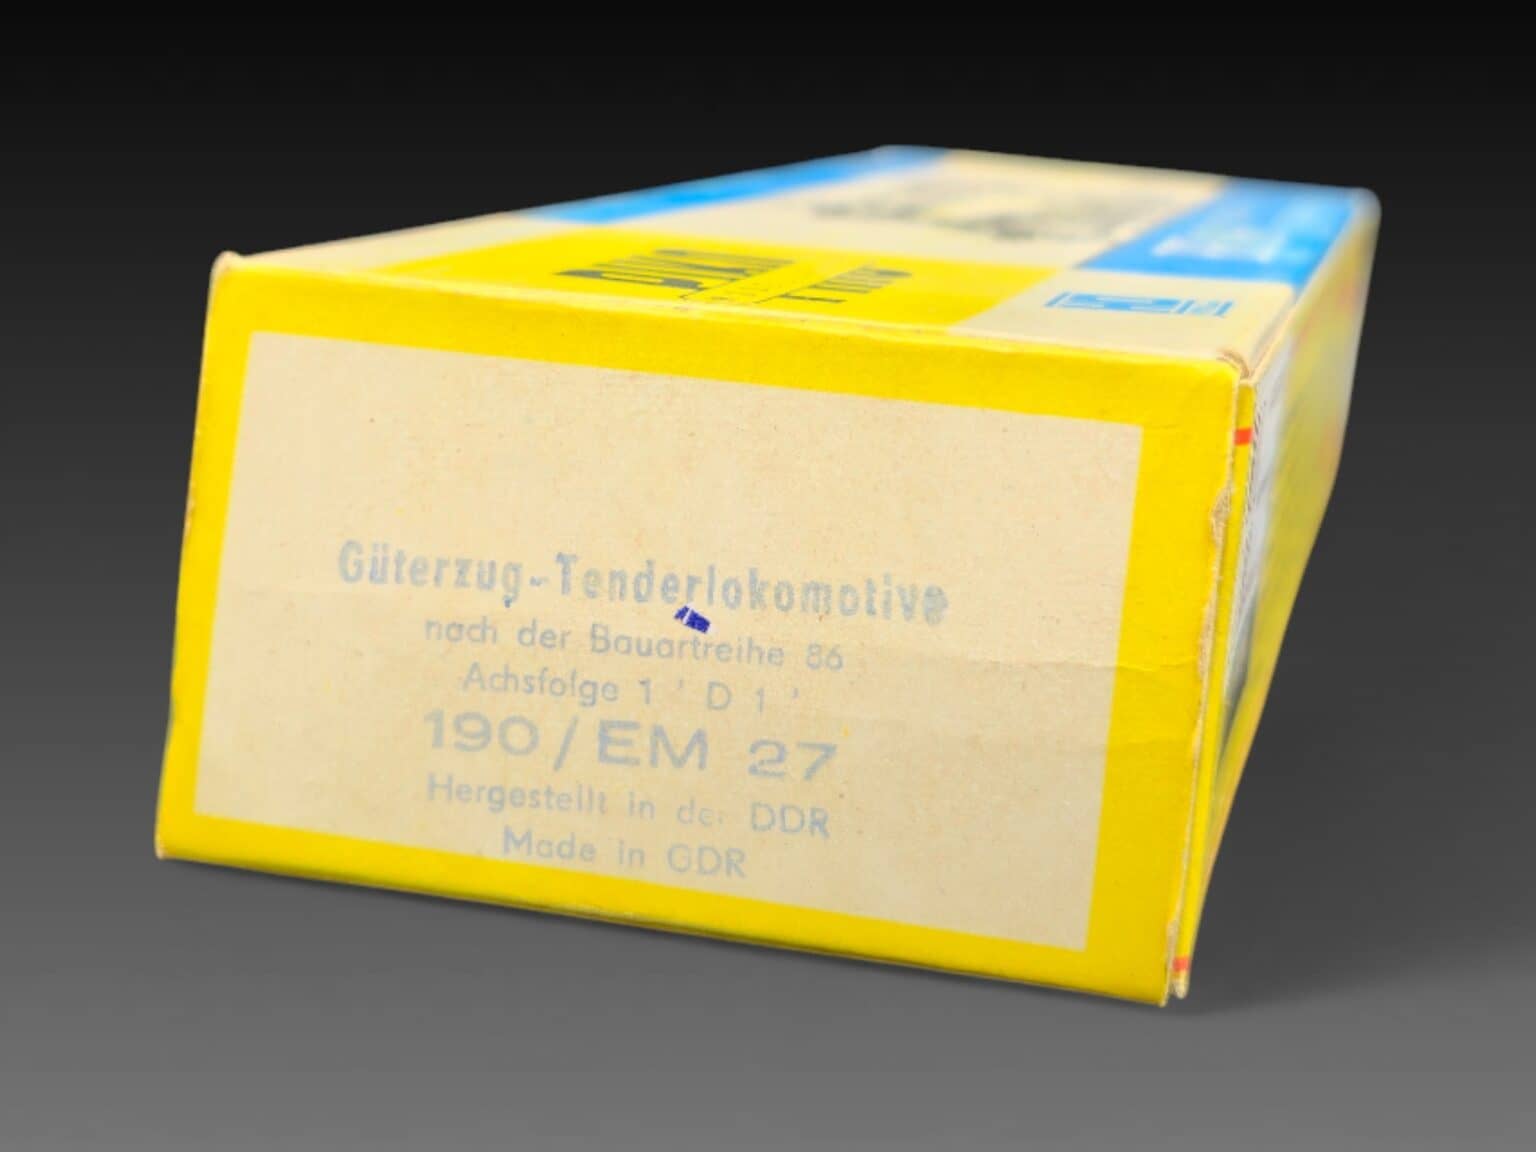 Güterzug-Tenderlokomotive
nach der Bauartreihe 86
Achsfolge 1 ' D 1 '
190/EM 27
Hergestellt in der DDR
Made in GDR